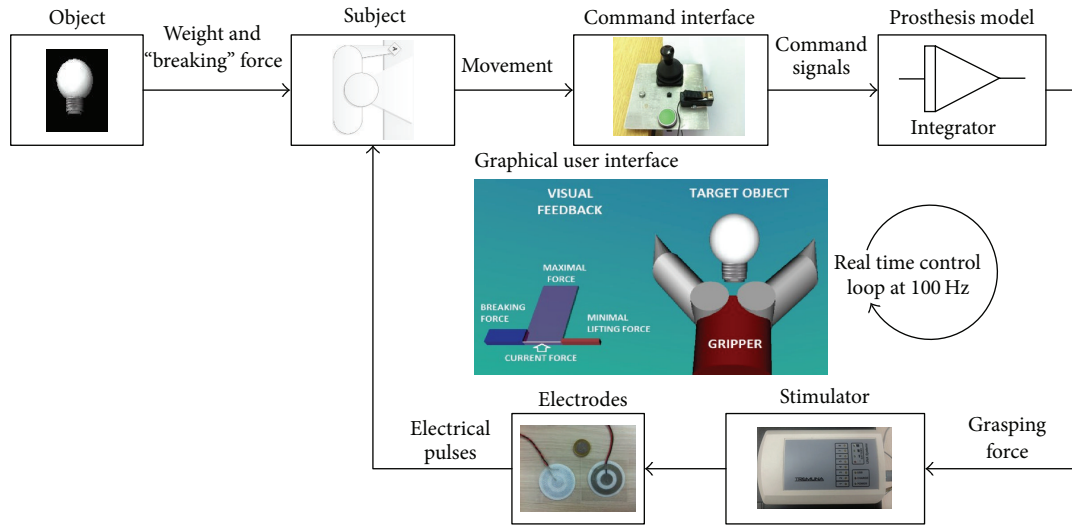 Object
Weight and
"breaking" force
Subject
Movement
Command interface
Command
signals
Prosthesis model
Integrator
Graphical user interface
VISUAL
FEEDBACK
TARGET OBJECT
MAXIMAL
FORCE
BREAKING
FORCE
MINIMAL
LIFTING FORCE
CURRENT FORCE
GRIPPER
Real time control
loop at 100 Hz
Electrical
pulses
Electrodes
Stimulator
Grasping
force